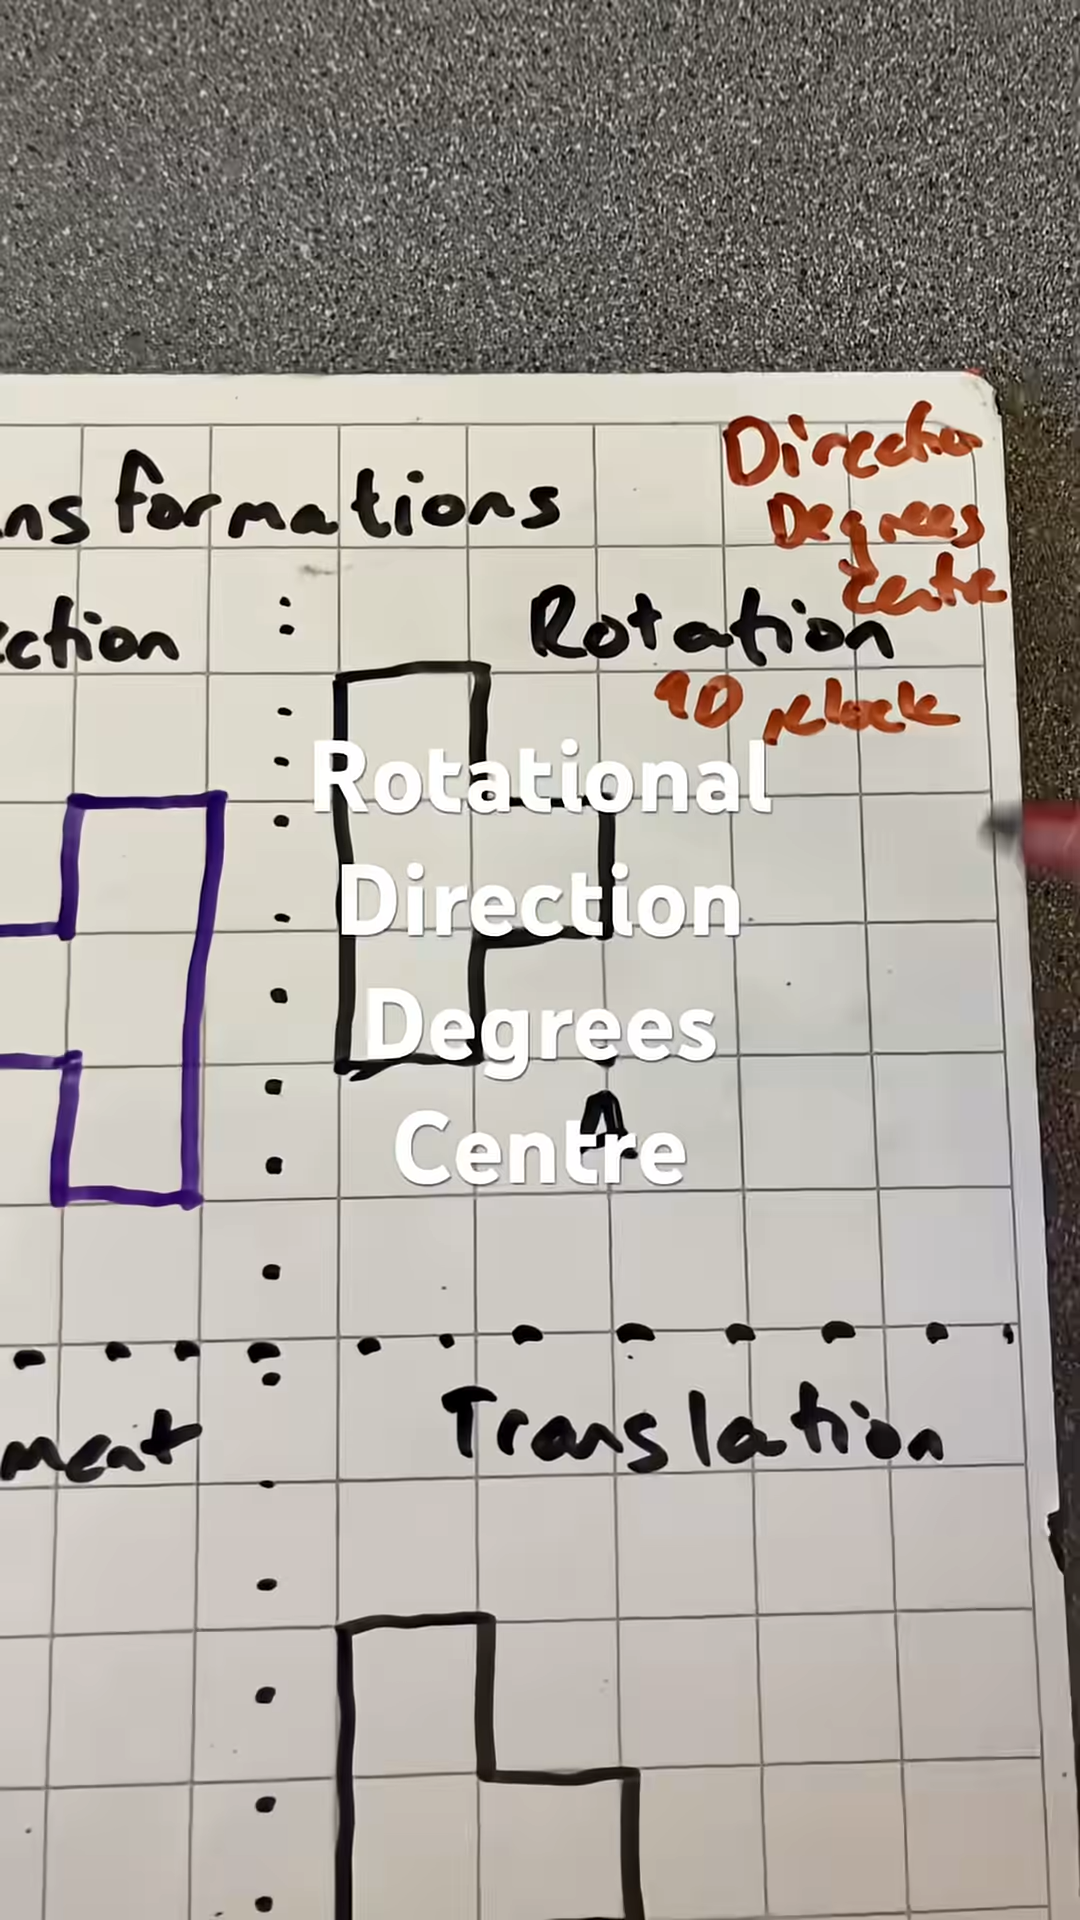 Direction
Degrees
Centre
nsformations
ction
Rotation
90
Rotational
Direction
Degrees
Centre
A
ment
Translation